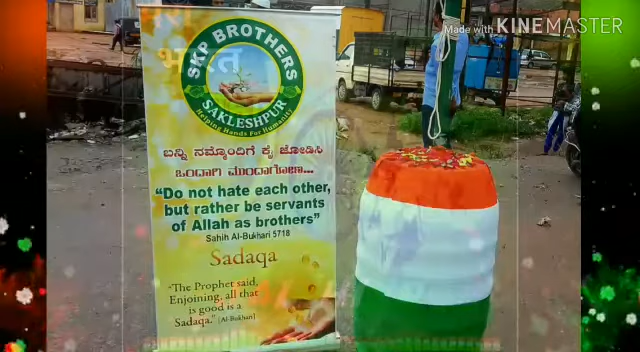 Made with KINEMASTER
भारत
SKP BROTHERS
SAKLESHPUR
Helping Hands For Humanity
ಬನ್ನಿ ನಮ್ಮೊಂದಿಗೆ ಕೈ ಜೋಡಿಸಿ
ಒಂದಾಗಿ ಮುಂದಾಗೋಣ...
“Do not hate each other,
but rather be servants
of Allah as brothers”
Sahih Al-Bukhari 5718
Sadaqa
“The Prophet said,
Enjoining, all that
is good is a
Sadaqa.” [Al-Bukhari]